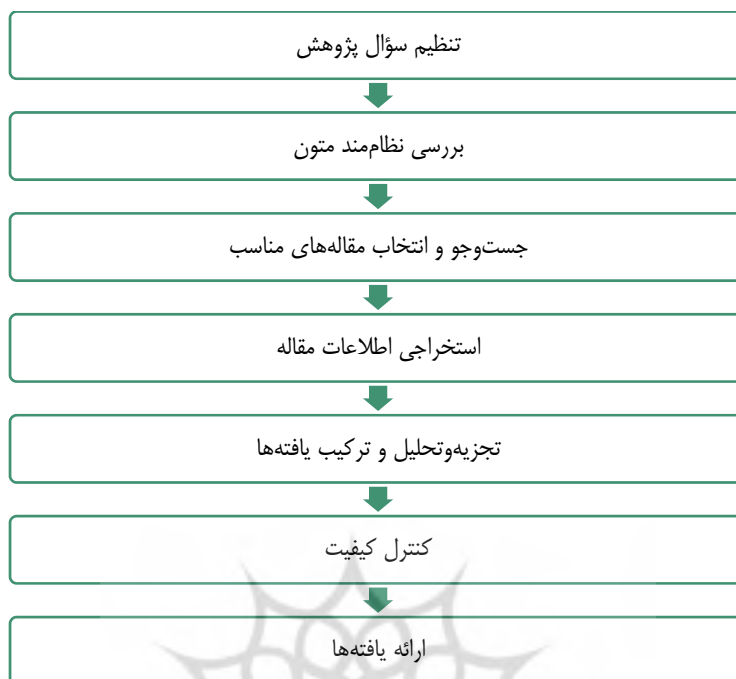 تنظیم سؤال پژوهش
بررسی نظام‌مند متون
جست‌وجو و انتخاب مقاله‌های مناسب
استخراجی اطلاعات مقاله
تجزیه‌وتحلیل و ترکیب یافته‌ها
کنترل کیفیت
ارائه یافته‌ها